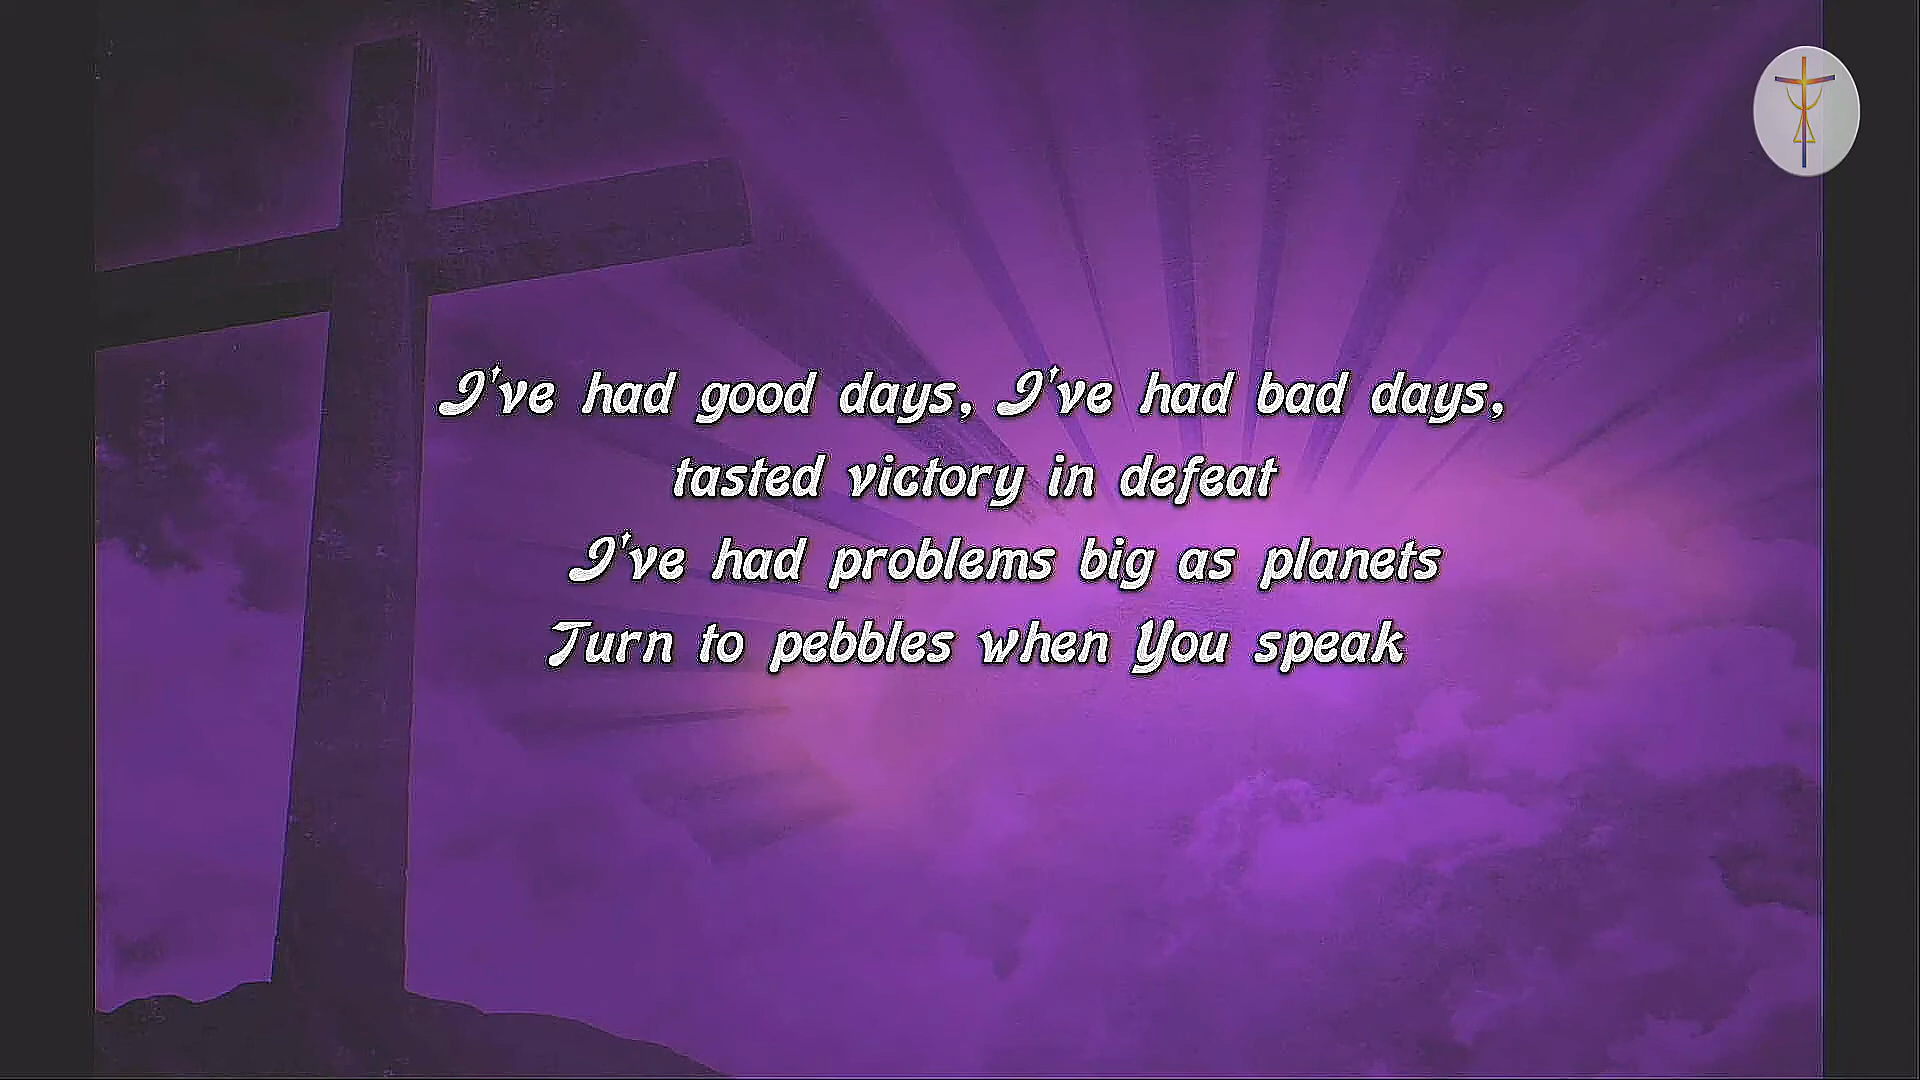 I've had good days, I've had bad days,
tasted victory in defeat
I've had problems big as planets
Turn to pebbles when You speak